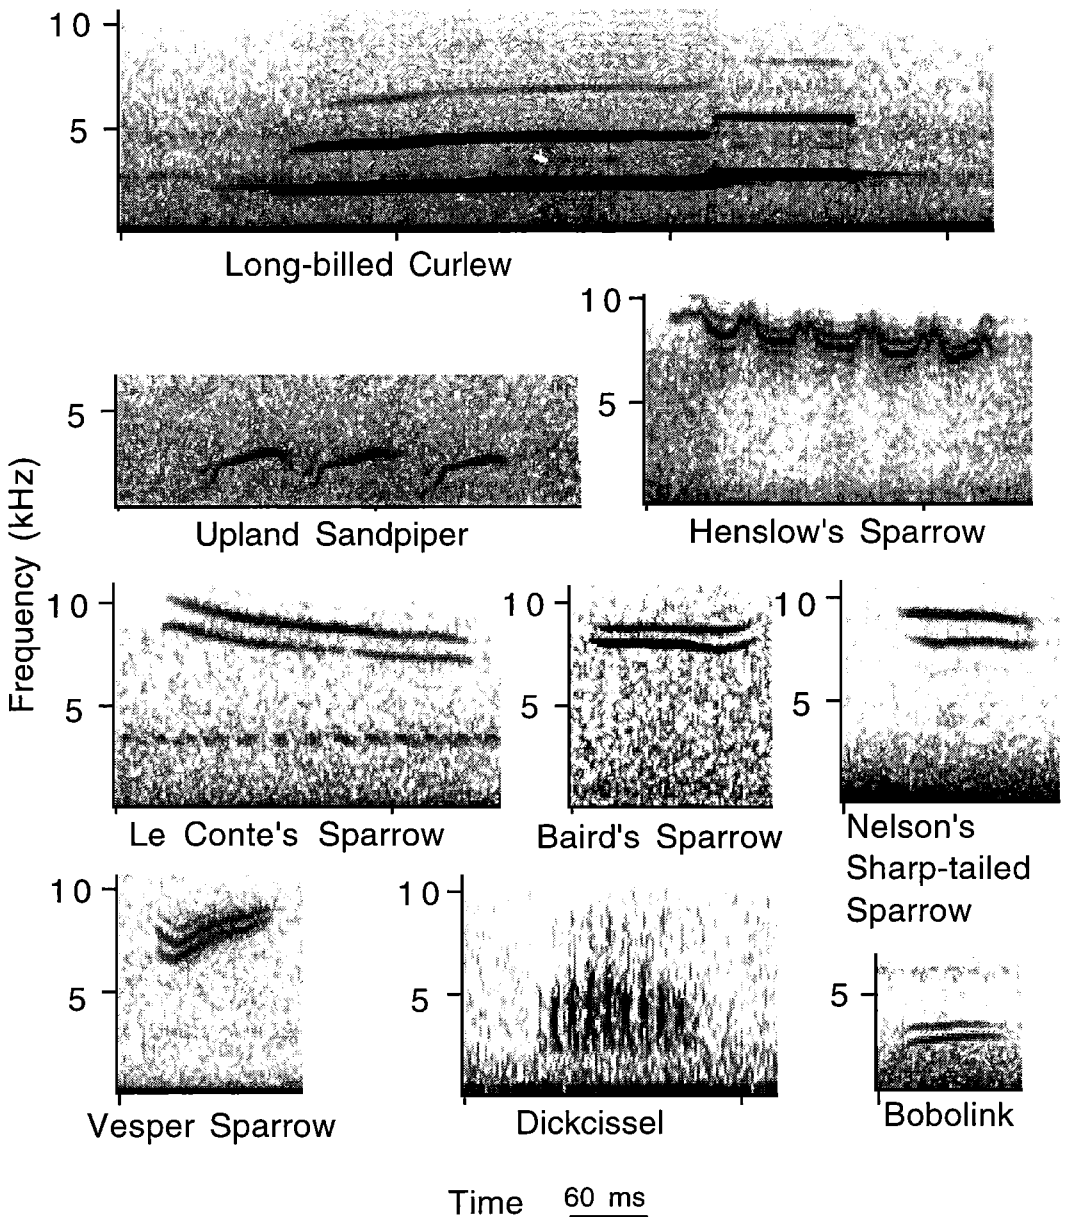 10
5
Long-billed Curlew
10
5
5
Upland Sandpiper
Henslow's Sparrow
Frequency (kHz)
10
5
10
5
10
5
Le Conte's Sparrow
Baird's Sparrow
Nelson's
Sharp-tailed
Sparrow
10
5
10
5
5
Vesper Sparrow
Dickcissel
Bobolink
Time 60 ms